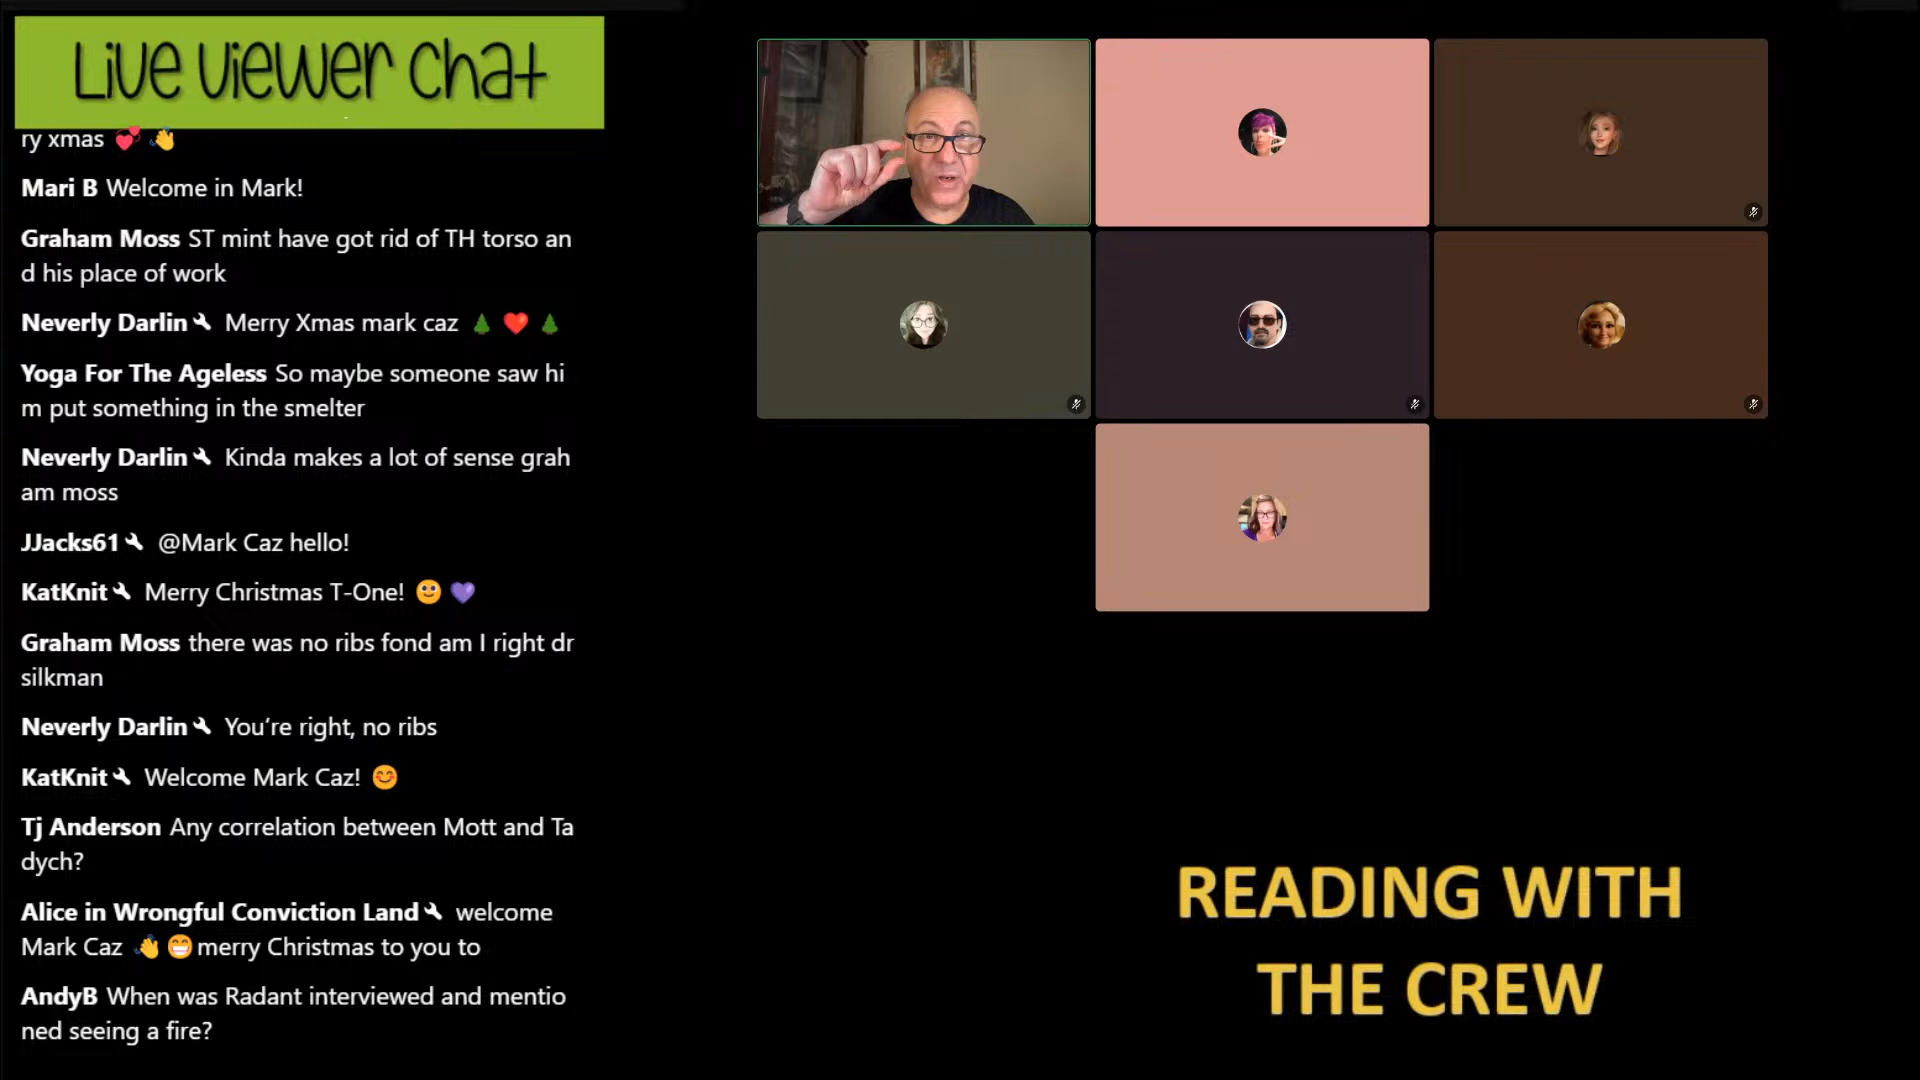 Live Viewer Chat
ry xmas 💞 👋
Mari B Welcome in Mark!
Graham Moss ST mint have got rid of TH torso an
d his place of work
Neverly Darlin🔧 Merry Xmas mark caz 🌲 ❤️ 🌲
Yoga For The Ageless So maybe someone saw hi
m put something in the smelter
Neverly Darlin🔧 Kinda makes a lot of sense grah
am moss
JJacks61🔧 @Mark Caz hello!
KatKnit🔧 Merry Christmas T-One! 🙂 💜
Graham Moss there was no ribs fond am I right dr
silkman
Neverly Darlin🔧 You’re right, no ribs
KatKnit🔧 Welcome Mark Caz! 😊
Tj Anderson Any correlation between Mott and Ta
dych?
Alice in Wrongful Conviction Land🔧 welcome
Mark Caz 👋 😁merry Christmas to you to
AndyB When was Radant interviewed and mentio
ned seeing a fire?
READING WITH
THE CREW